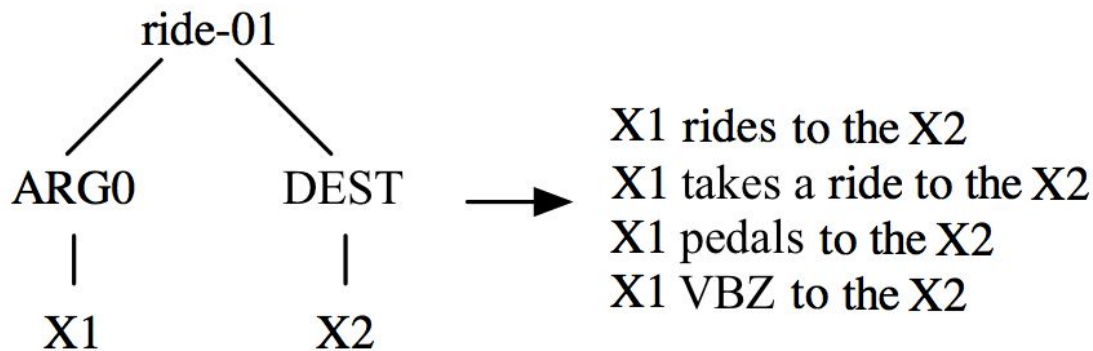 ride-01
ARG0 DEST
X1 X2
X1 rides to the X2
X1 takes a ride to the X2
X1 pedals to the X2
X1 VBZ to the X2